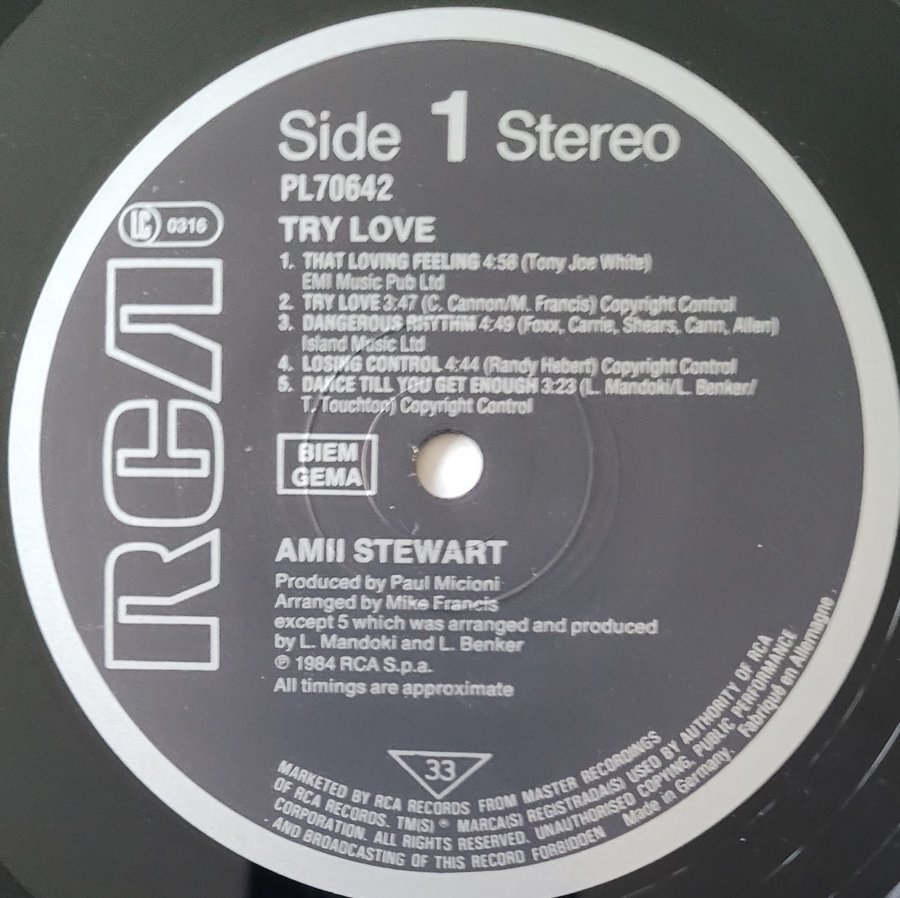 Side 1 Stereo
PL70642
LC 0316
TRY LOVE
1. THAT LOVING FEELING 4:58 (Tony Joe White)
EMI Music Pub Ltd
2. TRY LOVE 3:47 (C. Cannon/M. Francis) Copyright Control
3. DANGEROUS RHYTHM 4:49 (Foxx, Carrie, Shears, Cann, Allen)
Island Music Ltd
4. LOSING CONTROL 4:44 (Randy Hebert) Copyright Control
5. DANCE TILL YOU GET ENOUGH 3:23 (L. Mandoki/L. Benker/
T. Touchton) Copyright Control
RCA
BIEM
GEMA
AMII STEWART
Produced by Paul Micioni
Arranged by Mike Francis
except 5 which was arranged and produced
by L. Mandoki and L. Benker
℗ 1984 RCA S.p.a.
All timings are approximate
33
MARKETED BY RCA RECORDS FROM MASTER RECORDINGS
OF RCA RECORDS. TM(S) ® MARCA(S) REGISTRADA(S) USED BY AUTHORITY OF RCA
CORPORATION. ALL RIGHTS RESERVED. UNAUTHORISED COPYING, PUBLIC PERFORMANCE
AND BROADCASTING OF THIS RECORD FORBIDDEN Made in Germany. Fabriqué en Allemagne